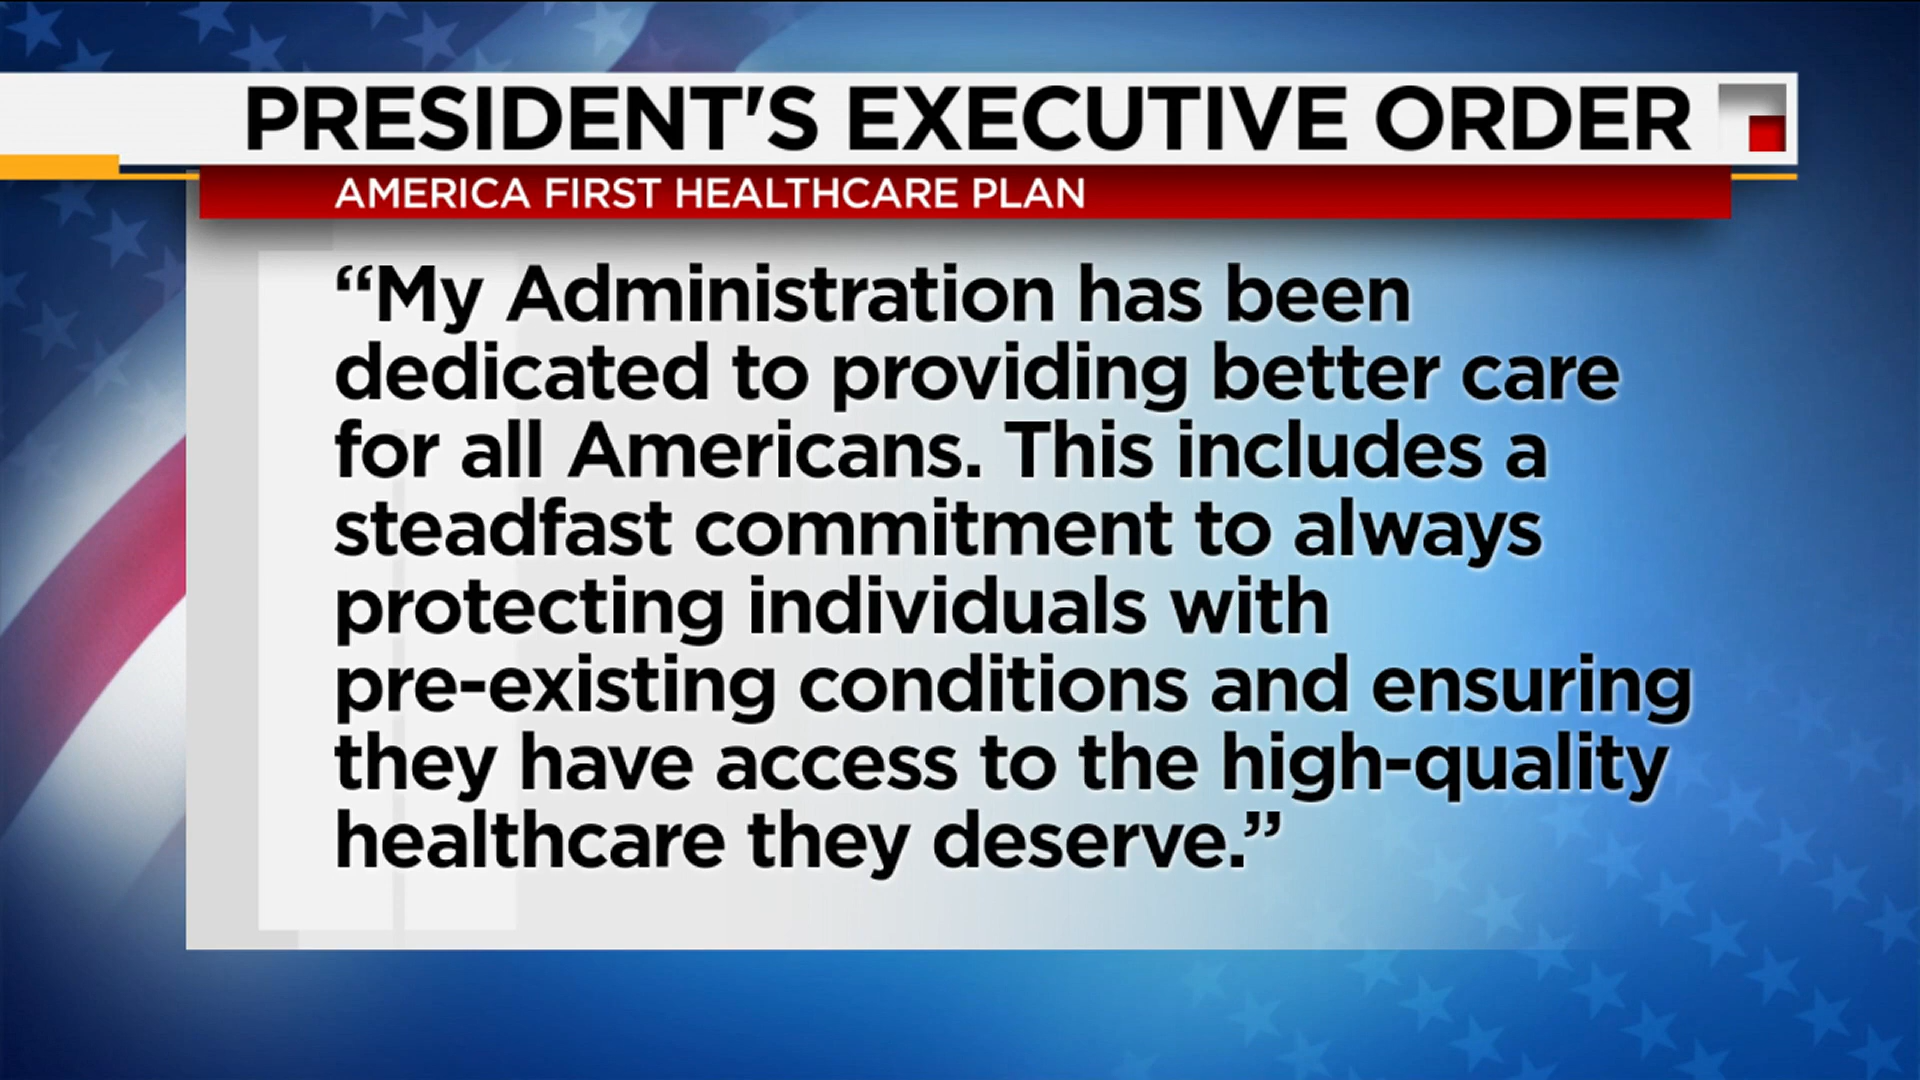 PRESIDENT'S EXECUTIVE ORDER
AMERICA FIRST HEALTHCARE PLAN
“My Administration has been
dedicated to providing better care
for all Americans. This includes a
steadfast commitment to always
protecting individuals with
pre-existing conditions and ensuring
they have access to the high-quality
healthcare they deserve.”